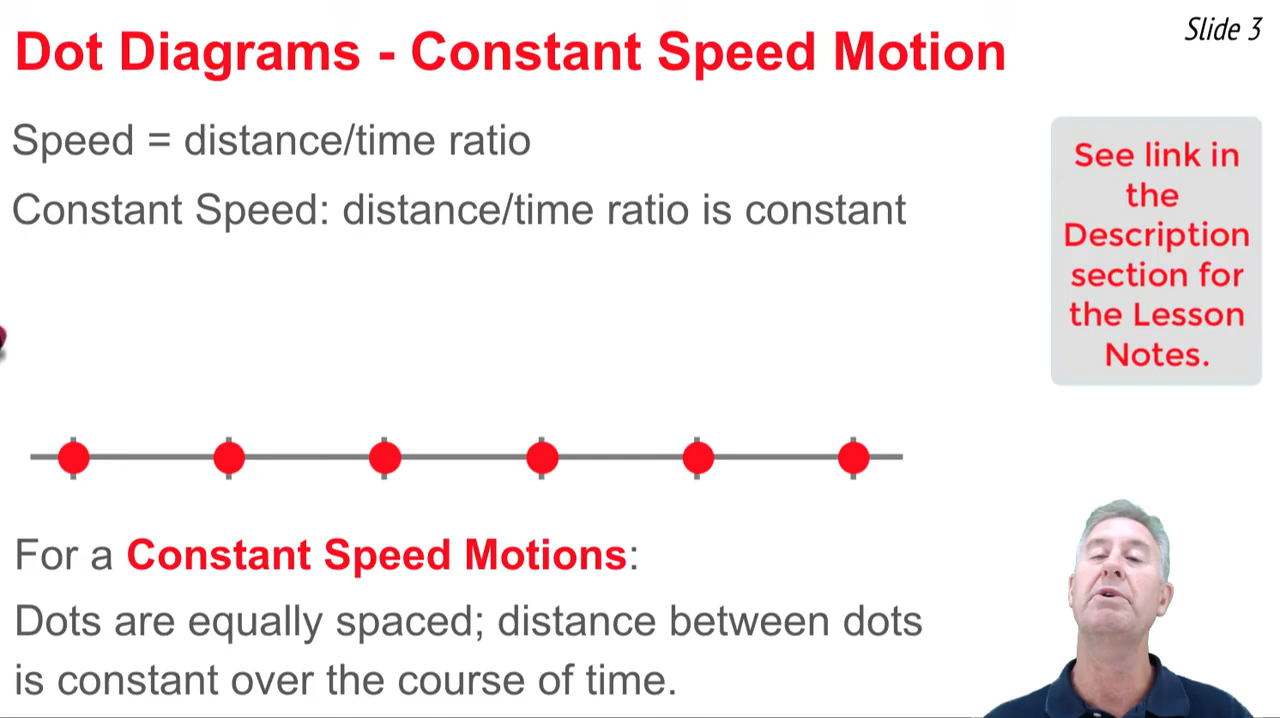 Slide 3
Dot Diagrams - Constant Speed Motion
Speed = distance/time ratio
Constant Speed: distance/time ratio is constant
See link in
the
Description
section for
the Lesson
Notes.
For a Constant Speed Motions:
Dots are equally spaced; distance between dots
is constant over the course of time.